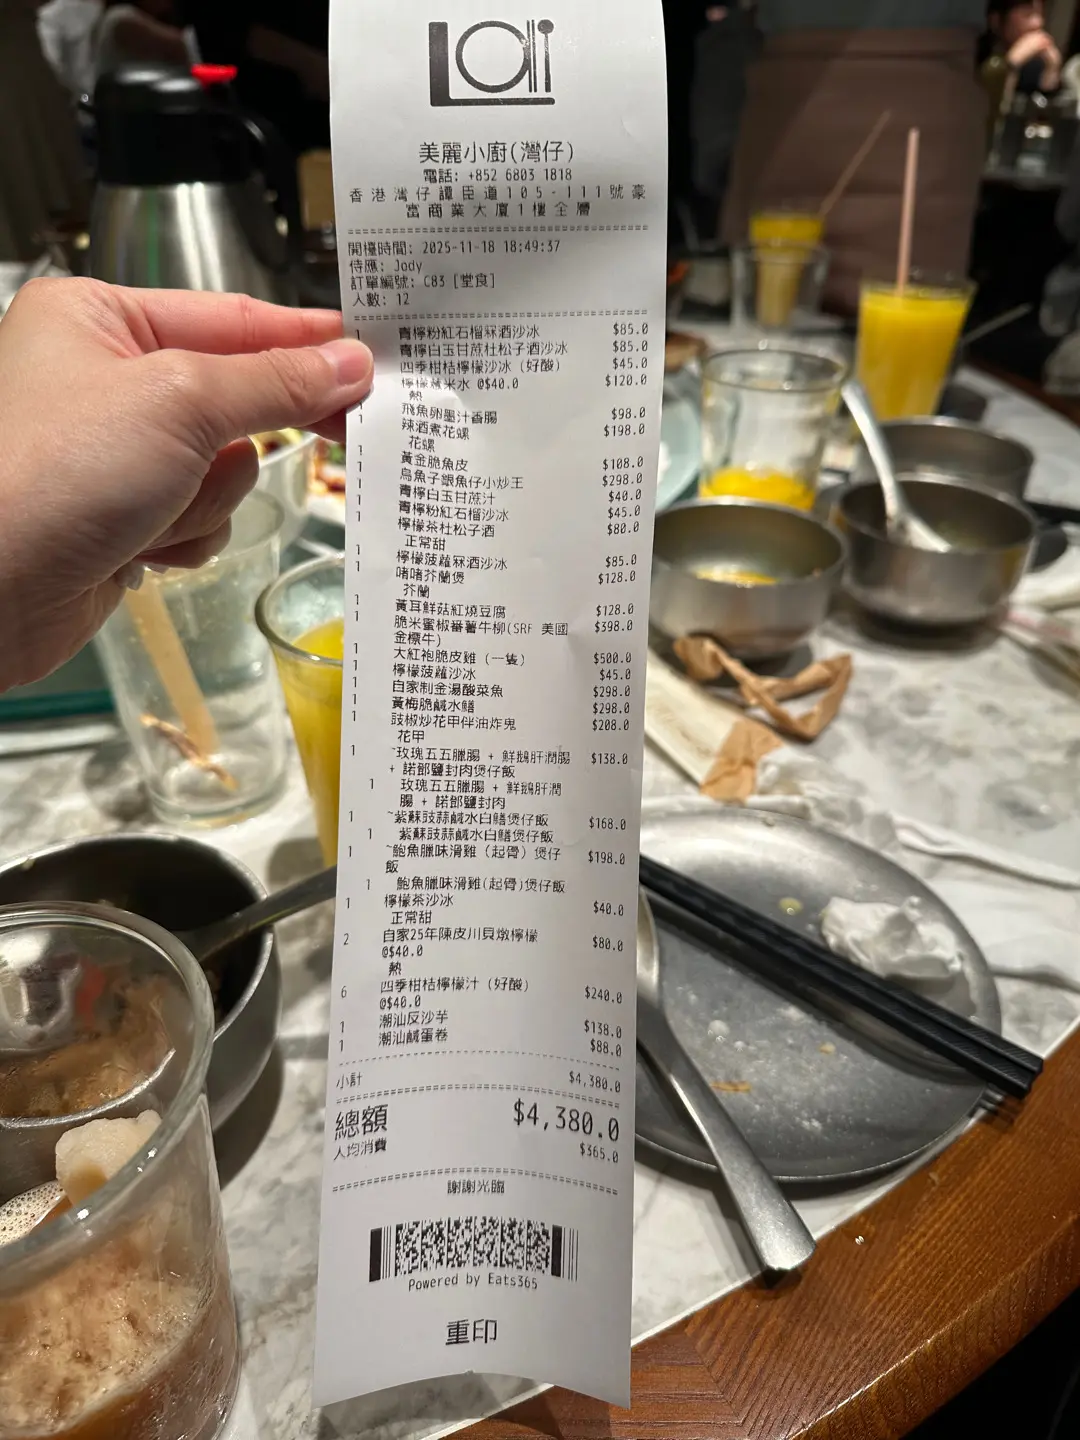 Lai
美麗小廚(灣仔)
電話: +852 6803 1818
香港灣仔譚臣道105-111號豪
富商業大廈1樓全層
開檯時間: 2025-11-18 18:49:37
侍應: Jody
訂單編號: C83 [堂食]
人數: 12
1 青檸粉紅石榴冧酒沙冰 $85.0
青檸白玉甘蔗杜松子酒沙冰 $85.0
四季柑桔檸檬沙冰 (好酸) $45.0
檸檬薏米水 @$40.0 $120.0
熱
1 飛魚卵墨汁香腸 $98.0
1 辣酒煮花螺 $198.0
花螺
1 黃金脆魚皮 $108.0
1 烏魚子銀魚仔小炒王 $298.0
1 青檸白玉甘蔗汁 $40.0
1 青檸粉紅石榴沙冰 $45.0
1 檸檬茶杜松子酒 $80.0
正常甜
1 檸檬菠蘿冧酒沙冰 $85.0
1 啫啫芥蘭煲 $128.0
芥蘭
1 黃耳鮮菇紅燒豆腐 $128.0
1 脆米蜜椒番薯牛柳(SRF 美國 $398.0
金標牛)
1 大紅袍脆皮雞 (一隻) $500.0
1 檸檬菠蘿沙冰 $45.0
1 自家制金湯酸菜魚 $298.0
1 黃梅脆鹹水鱔 $298.0
1 豉椒炒花甲伴油炸鬼 $208.0
花甲
1 ~玫瑰五五臘腸 + 鮮鵝肝潤腸 $138.0
+ 諾鄧鹽封肉煲仔飯
1 玫瑰五五臘腸 + 鮮鵝肝潤
腸 + 諾鄧鹽封肉
1 ~紫蘇豉蒜鹹水白鱔煲仔飯 $168.0
1 紫蘇豉蒜鹹水白鱔煲仔飯
1 ~鮑魚臘味滑雞 (起骨) 煲仔 $198.0
飯
1 鮑魚臘味滑雞(起骨)煲仔飯
1 檸檬茶沙冰 $40.0
正常甜
2 自家25年陳皮川貝燉檸檬 $80.0
@$40.0
熱
6 四季柑桔檸檬汁 (好酸) $240.0
@$40.0
1 潮汕反沙芋 $138.0
1 潮汕鹹蛋卷 $88.0
小計 $4,380.0
總額 $4,380.0
人均消費 $365.0
謝謝光臨
Powered by Eats365
重印